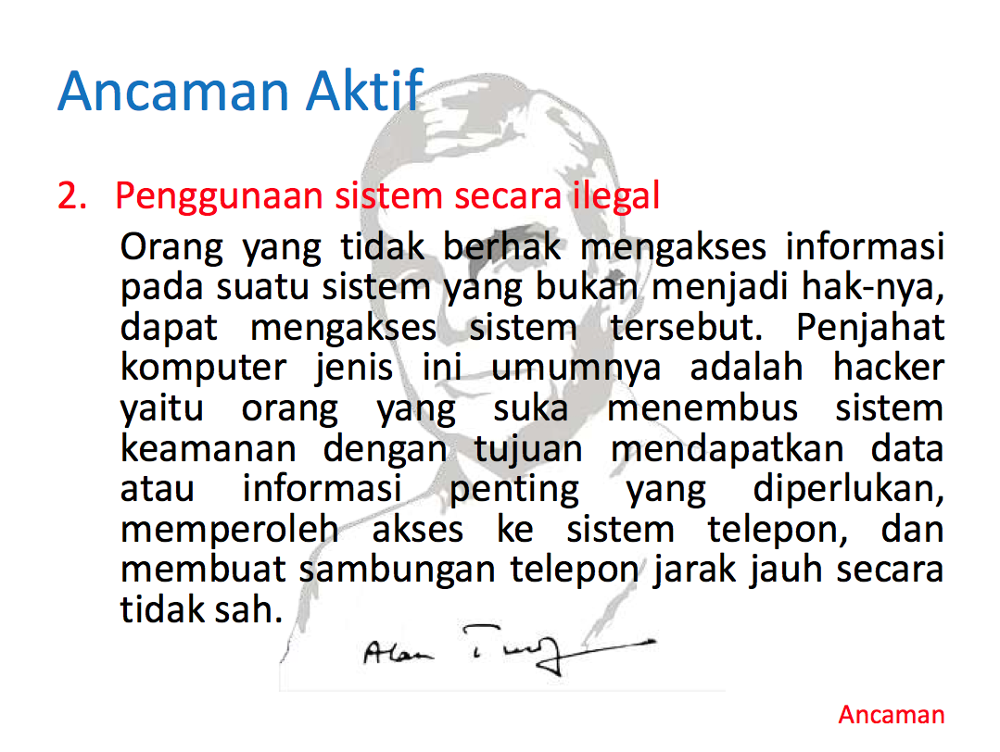 Ancaman Aktif
2. Penggunaan sistem secara ilegal
Orang yang tidak berhak mengakses informasi
pada suatu sistem yang bukan menjadi hak-nya,
dapat mengakses sistem tersebut. Penjahat
komputer jenis ini umumnya adalah hacker
yaitu orang yang suka menembus sistem
keamanan dengan tujuan mendapatkan data
atau informasi penting yang diperlukan,
memperoleh akses ke sistem telepon, dan
membuat sambungan telepon jarak jauh secara
tidak sah.
Alan Turing
Ancaman